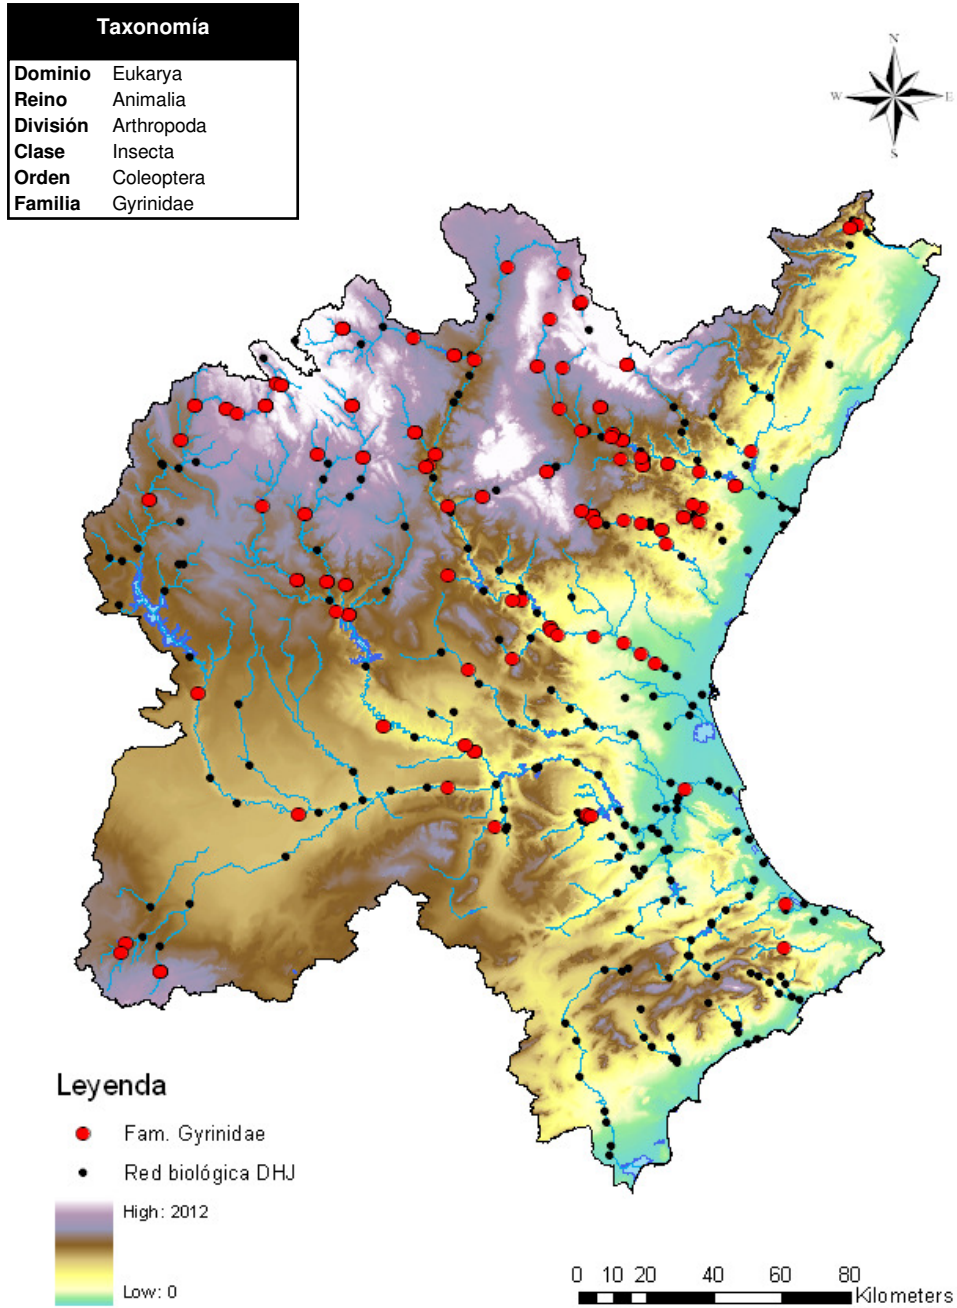 Taxonomía
Dominio Eukarya
Reino Animalia
División Arthropoda
Clase Insecta
Orden Coleoptera
Familia Gyrinidae
N
W E
S
Leyenda
Fam. Gyrinidae
Red biológica DHJ
High: 2012
Low: 0
0 10 20 40 60 80
Kilometers